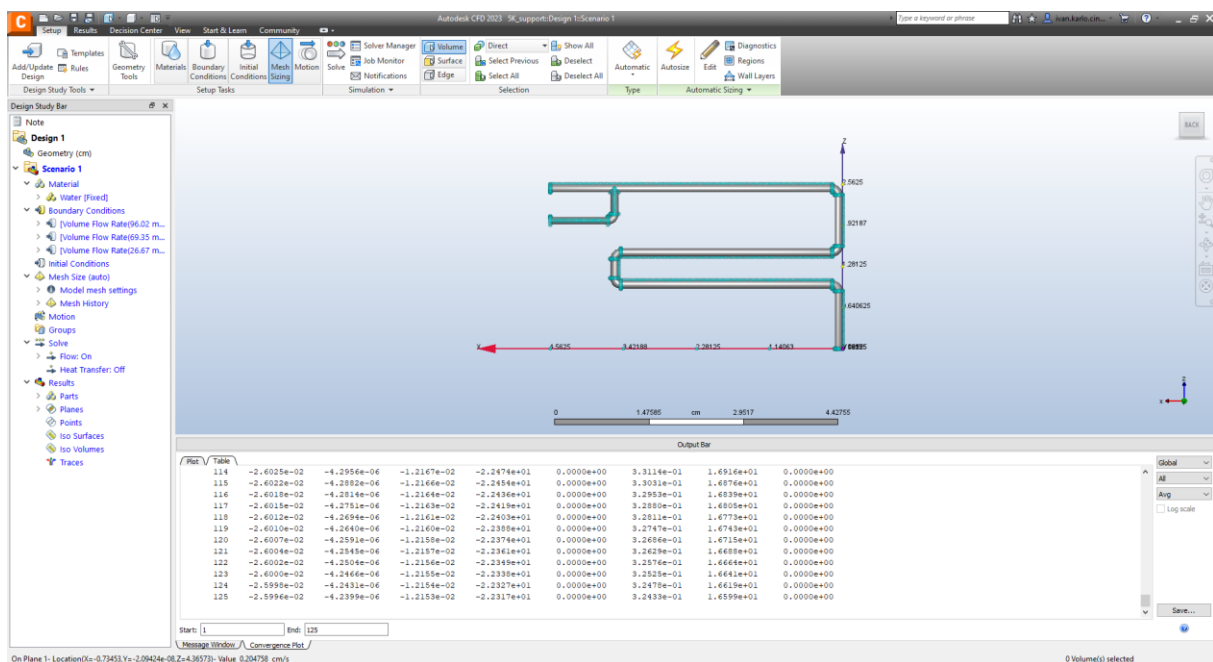 Autodesk CFD 2023 5K_support::Design 1::Scenario 1
Type a keyword or phrase
ivan.karlo.cin...
Setup Results Decision Center View Start & Learn Community
Add/Update Design
Templates
Rules
Geometry Tools
Materials
Boundary Conditions
Initial Conditions
Mesh Sizing
Motion
Solve
Solver Manager
Job Monitor
Notifications
Volume
Surface
Edge
Direct
Select Previous
Select All
Show All
Deselect
Deselect All
Automatic
Autosize
Edit
Diagnostics
Regions
Wall Layers
Design Study Tools
Setup Tasks
Simulation
Selection
Type
Automatic Sizing
Design Study Bar
Note
Design 1
Geometry (cm)
Scenario 1
Material
Water [Fixed]
Boundary Conditions
[Volume Flow Rate(96.02 m...
[Volume Flow Rate(69.35 m...
[Volume Flow Rate(26.67 m...
Initial Conditions
Mesh Size (auto)
Model mesh settings
Mesh History
Motion
Groups
Solve
Flow: On
Heat Transfer: Off
Results
Parts
Planes
Points
Iso Surfaces
Iso Volumes
Traces
BACK
Z
2.5625
.92187
.28125
.640625
X 4.5625 3.42188 2.28125 1.14063
0 1.47585 cm 2.9517 4.42755
Z
X
Output Bar
Plot Table
114 -2.6025e-02 -4.2956e-06 -1.2167e-02 -2.2474e+01 0.0000e+00 3.3114e-01 1.6916e+01 0.0000e+00
115 -2.6022e-02 -4.2882e-06 -1.2166e-02 -2.2454e+01 0.0000e+00 3.3031e-01 1.6876e+01 0.0000e+00
116 -2.6018e-02 -4.2814e-06 -1.2164e-02 -2.2436e+01 0.0000e+00 3.2953e-01 1.6839e+01 0.0000e+00
117 -2.6015e-02 -4.2751e-06 -1.2163e-02 -2.2419e+01 0.0000e+00 3.2880e-01 1.6805e+01 0.0000e+00
118 -2.6012e-02 -4.2694e-06 -1.2161e-02 -2.2403e+01 0.0000e+00 3.2811e-01 1.6773e+01 0.0000e+00
119 -2.6010e-02 -4.2640e-06 -1.2160e-02 -2.2388e+01 0.0000e+00 3.2747e-01 1.6743e+01 0.0000e+00
120 -2.6007e-02 -4.2591e-06 -1.2158e-02 -2.2374e+01 0.0000e+00 3.2686e-01 1.6715e+01 0.0000e+00
121 -2.6004e-02 -4.2545e-06 -1.2157e-02 -2.2361e+01 0.0000e+00 3.2629e-01 1.6688e+01 0.0000e+00
122 -2.6002e-02 -4.2504e-06 -1.2156e-02 -2.2349e+01 0.0000e+00 3.2576e-01 1.6664e+01 0.0000e+00
123 -2.6000e-02 -4.2466e-06 -1.2155e-02 -2.2338e+01 0.0000e+00 3.2525e-01 1.6641e+01 0.0000e+00
124 -2.5998e-02 -4.2431e-06 -1.2154e-02 -2.2327e+01 0.0000e+00 3.2478e-01 1.6619e+01 0.0000e+00
125 -2.5996e-02 -4.2399e-06 -1.2153e-02 -2.2317e+01 0.0000e+00 3.2433e-01 1.6599e+01 0.0000e+00
Global
All
Avg
Log scale
Save...
Start: 1 End: 125
Message Window Convergence Plot
On Plane 1- Location(X=-0.73453,Y=-2.09424e-08,Z=4.36573)- Value 0.204758 cm/s
0 Volume(s) selected